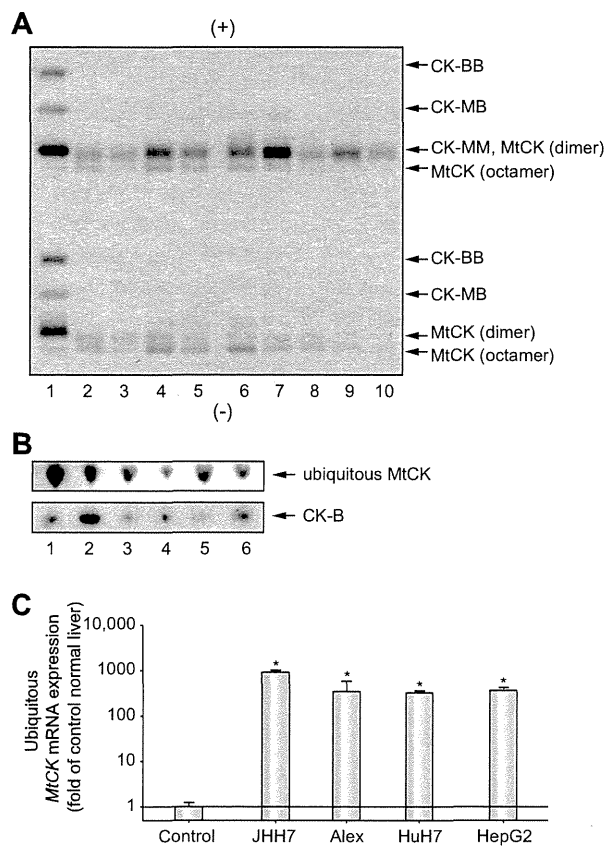 A
(+)
CK-BB
CK-MB
CK-MM, MtCK (dimer)
MtCK (octamer)
CK-BB
CK-MB
MtCK (dimer)
MtCK (octamer)
1 2 3 4 5 6 7 8 9 10
(-)
B
ubiquitous MtCK
CK-B
1 2 3 4 5 6
C
Ubiquitous
MtCK mRNA expression
(fold of control normal liver)
10,000
1000
100
10
1
* * * *
Control JHH7 Alex HuH7 HepG2